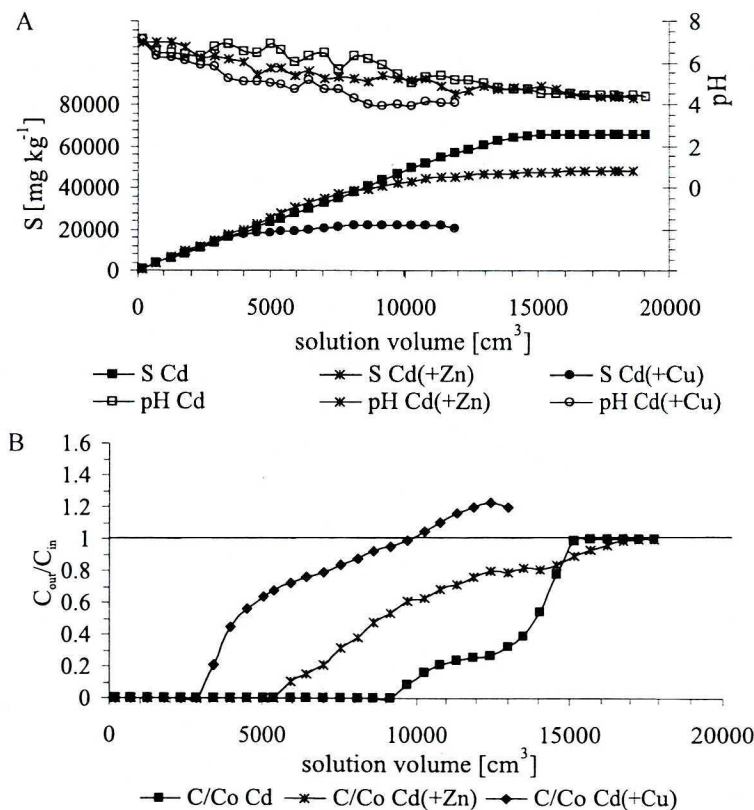 A
8
6
80000
4
60000
2
40000
0
20000
0
S [mg kg⁻¹]
pH
0
5000
10000
15000
20000
solution volume [cm³]
S Cd
S Cd(+Zn)
S Cd(+Cu)
pH Cd
pH Cd(+Zn)
pH Cd(+Cu)
B
1.6
1.4
1.2
1
0.8
0.6
0.4
0.2
0
C_out/C_in
0
5000
10000
15000
20000
solution volume [cm³]
C/Co Cd
C/Co Cd(+Zn)
C/Co Cd(+Cu)